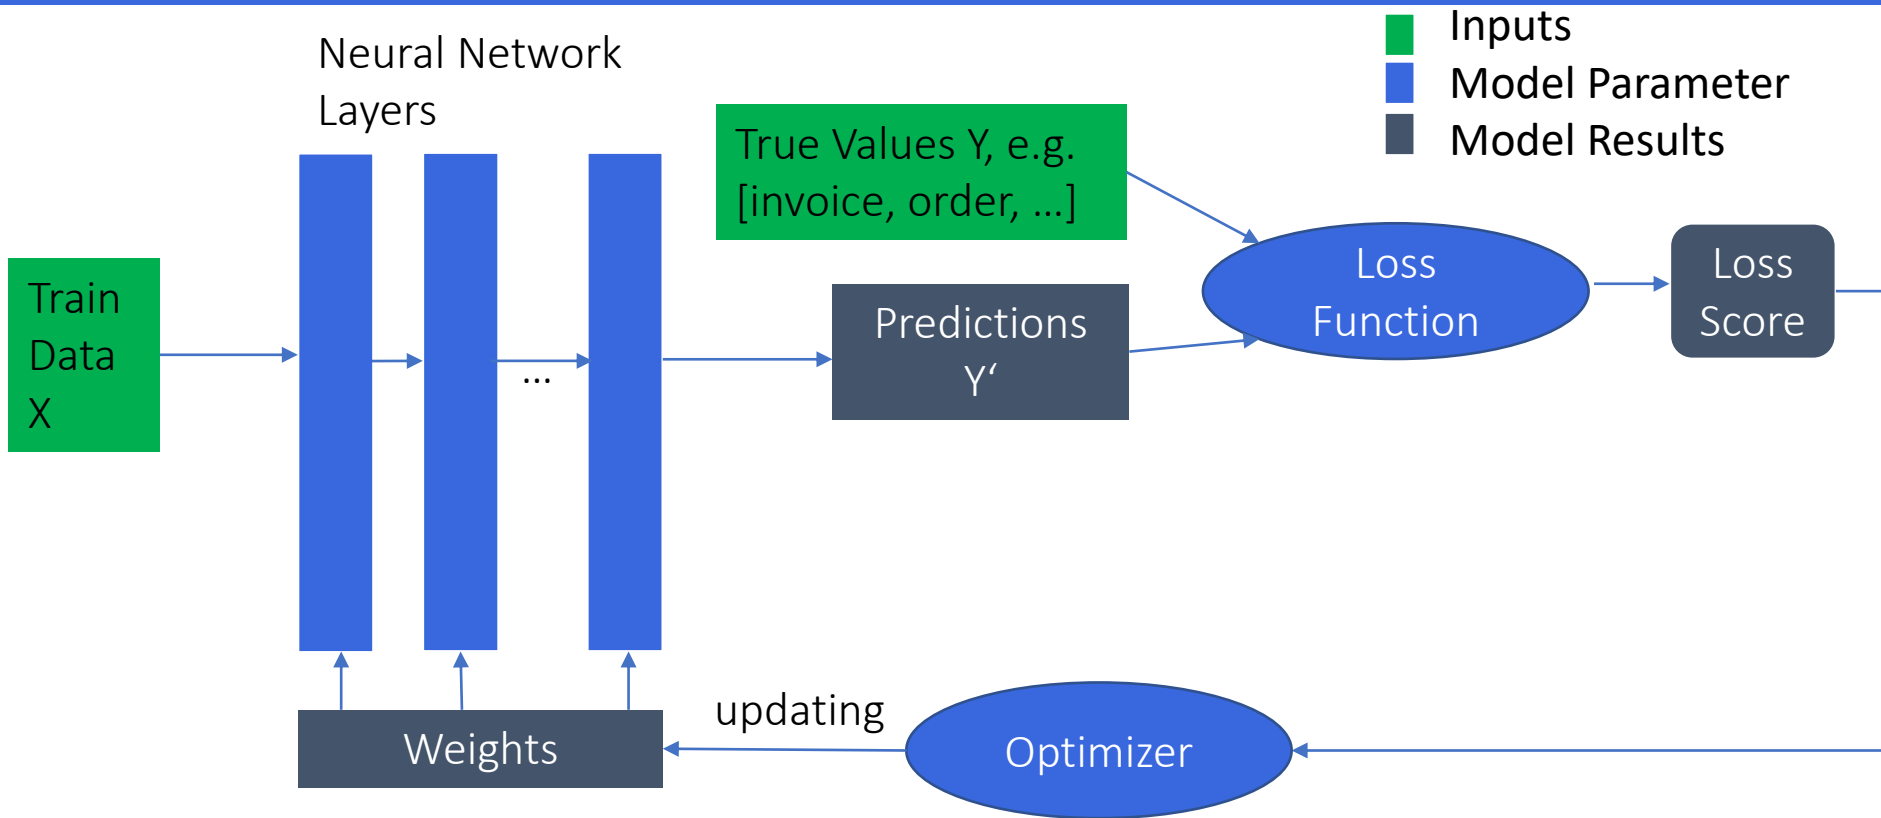 Neural Network
Layers
Inputs
Model Parameter
Model Results
True Values Y, e.g.
[invoice, order, …]
Train
Data
X
...
Predictions
Y‘
Loss
Function
Loss
Score
updating
Weights
Optimizer